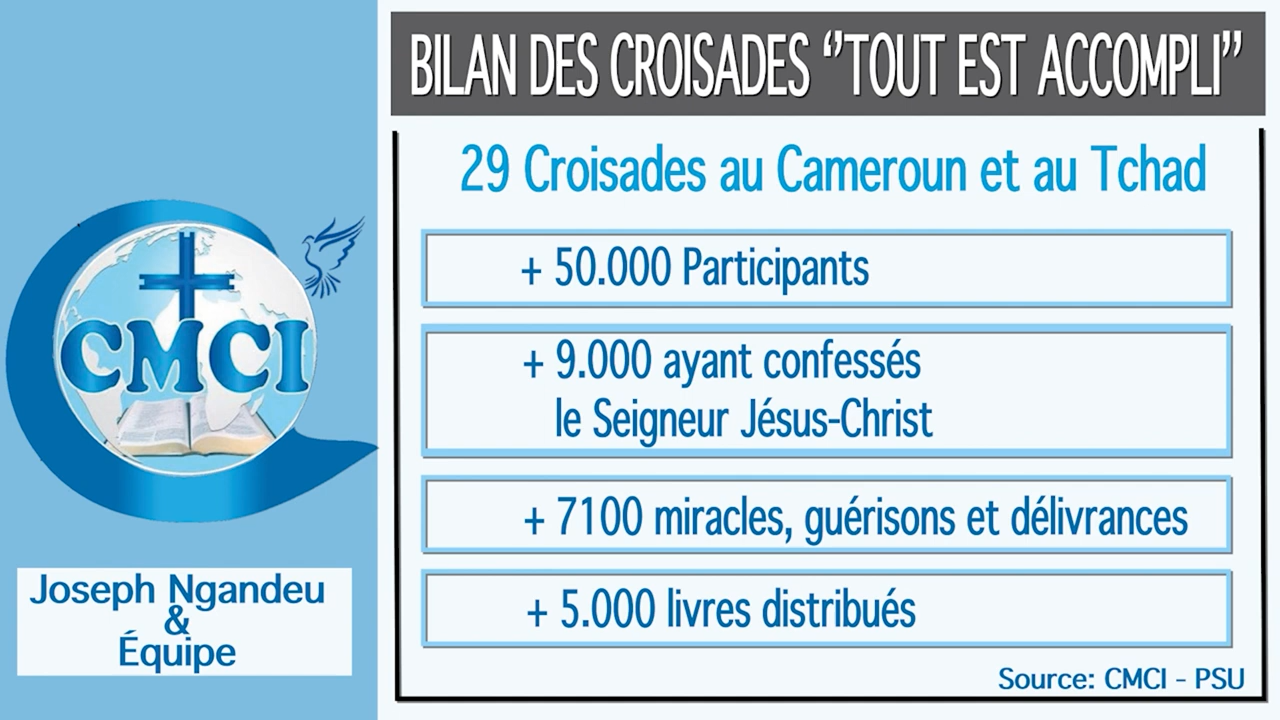 BILAN DES CROISADES ‘’TOUT EST ACCOMPLI’’
29 Croisades au Cameroun et au Tchad
+ 50.000 Participants
+ 9.000 ayant confessés
le Seigneur Jésus-Christ
+ 7100 miracles, guérisons et délivrances
+ 5.000 livres distribués
Source: CMCI - PSU
CMCI
Joseph Ngandeu
&
Équipe